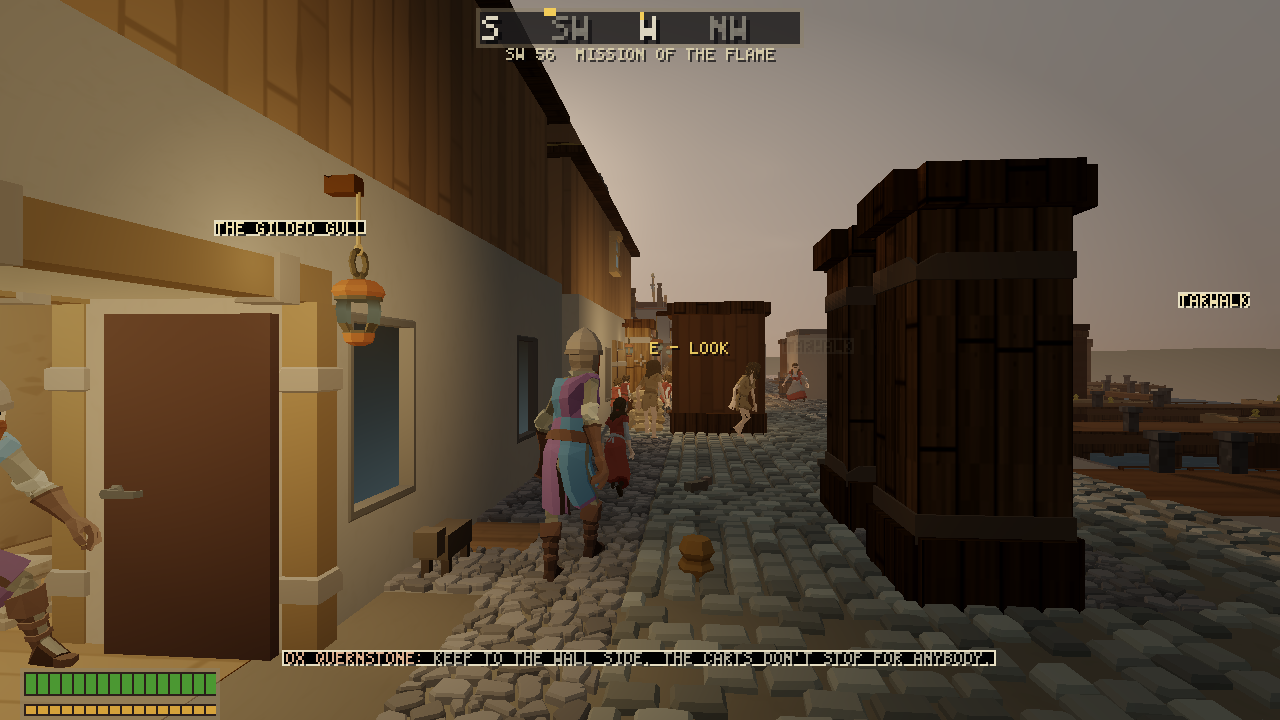 S SW W NW
SW 56 MISSION OF THE FLAME
THE GILDED GULL
TARWALK
E - LOOK
TARWALK
OX QUERNSTONE: KEEP TO THE WALL SIDE. THE CARTS DON'T STOP FOR ANYBODY.